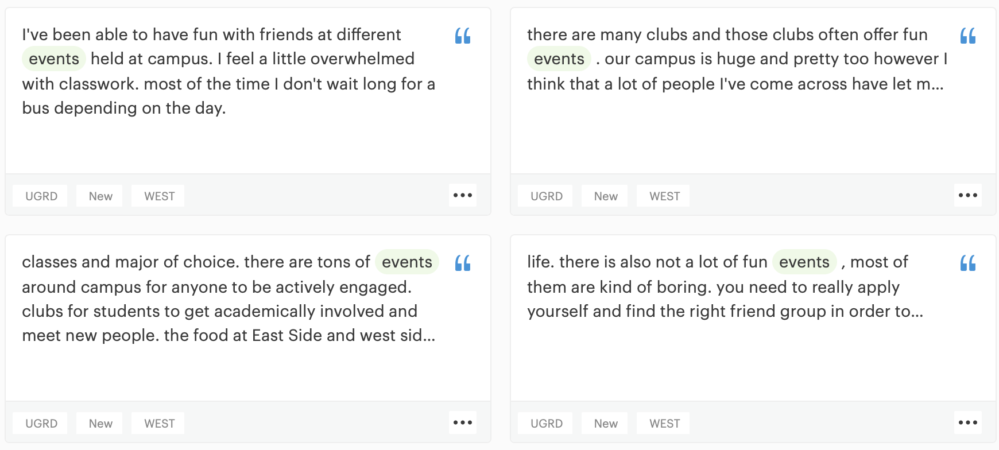 I've been able to have fun with friends at different
events held at campus. I feel a little overwhelmed
with classwork. most of the time I don't wait long for a
bus depending on the day.
UGRD New WEST
there are many clubs and those clubs often offer fun
events . our campus is huge and pretty too however I
think that a lot of people I've come across have let m...
UGRD New WEST
classes and major of choice. there are tons of events
around campus for anyone to be actively engaged.
clubs for students to get academically involved and
meet new people. the food at East Side and west sid...
UGRD New WEST
life. there is also not a lot of fun events , most of
them are kind of boring. you need to really apply
yourself and find the right friend group in order to...
UGRD New WEST